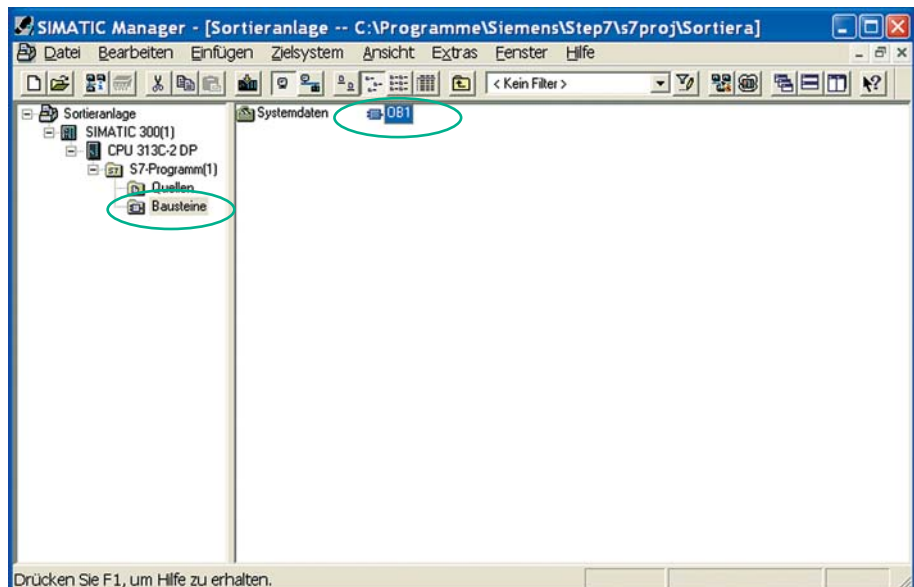 SIMATIC Manager - [Sortieranlage -- C:\Programme\Siemens\Step7\s7proj\Sortiera]
Datei Bearbeiten Einfügen Zielsystem Ansicht Extras Fenster Hilfe
< Kein Filter >
Sortieranlage
SIMATIC 300(1)
CPU 313C-2 DP
S7-Programm(1)
Quellen
Bausteine
Systemdaten
OB1
Drücken Sie F1, um Hilfe zu erhalten.